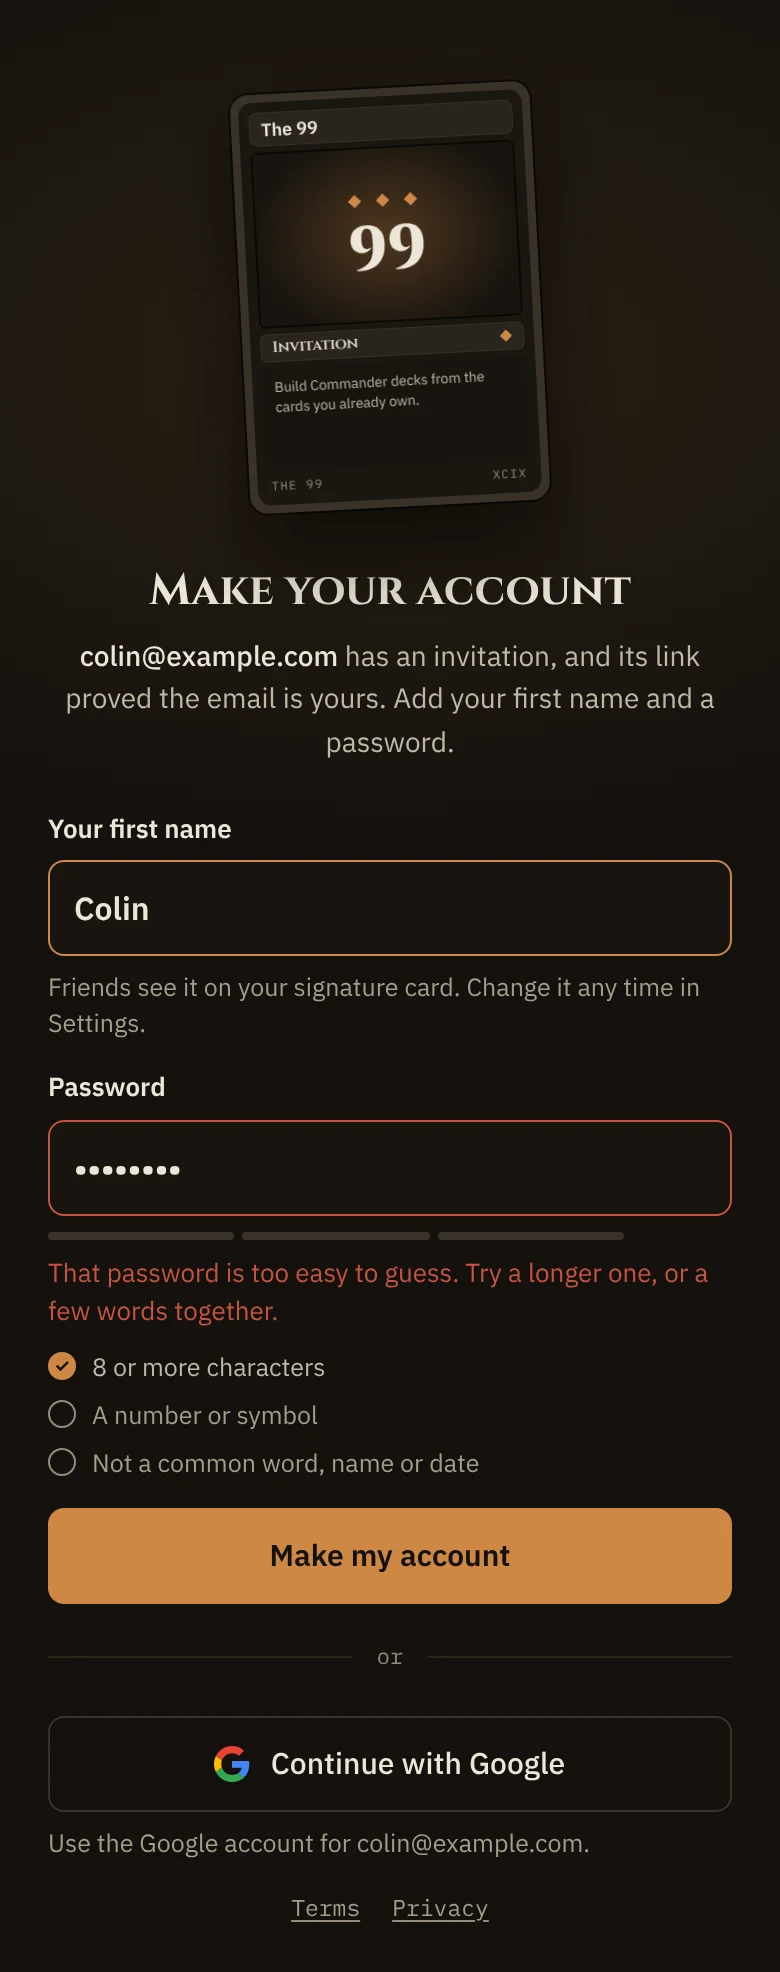 The 99
99
Invitation
Build Commander decks from the
cards you already own.
THE 99
XCIX
Make your account
colin@example.com has an invitation, and its link
proved the email is yours. Add your first name and a
password.
Your first name
Colin
Friends see it on your signature card. Change it any time in
Settings.
Password
••••••••
That password is too easy to guess. Try a longer one, or a
few words together.
8 or more characters
A number or symbol
Not a common word, name or date
Make my account
or
Continue with Google
Use the Google account for colin@example.com.
Terms Privacy